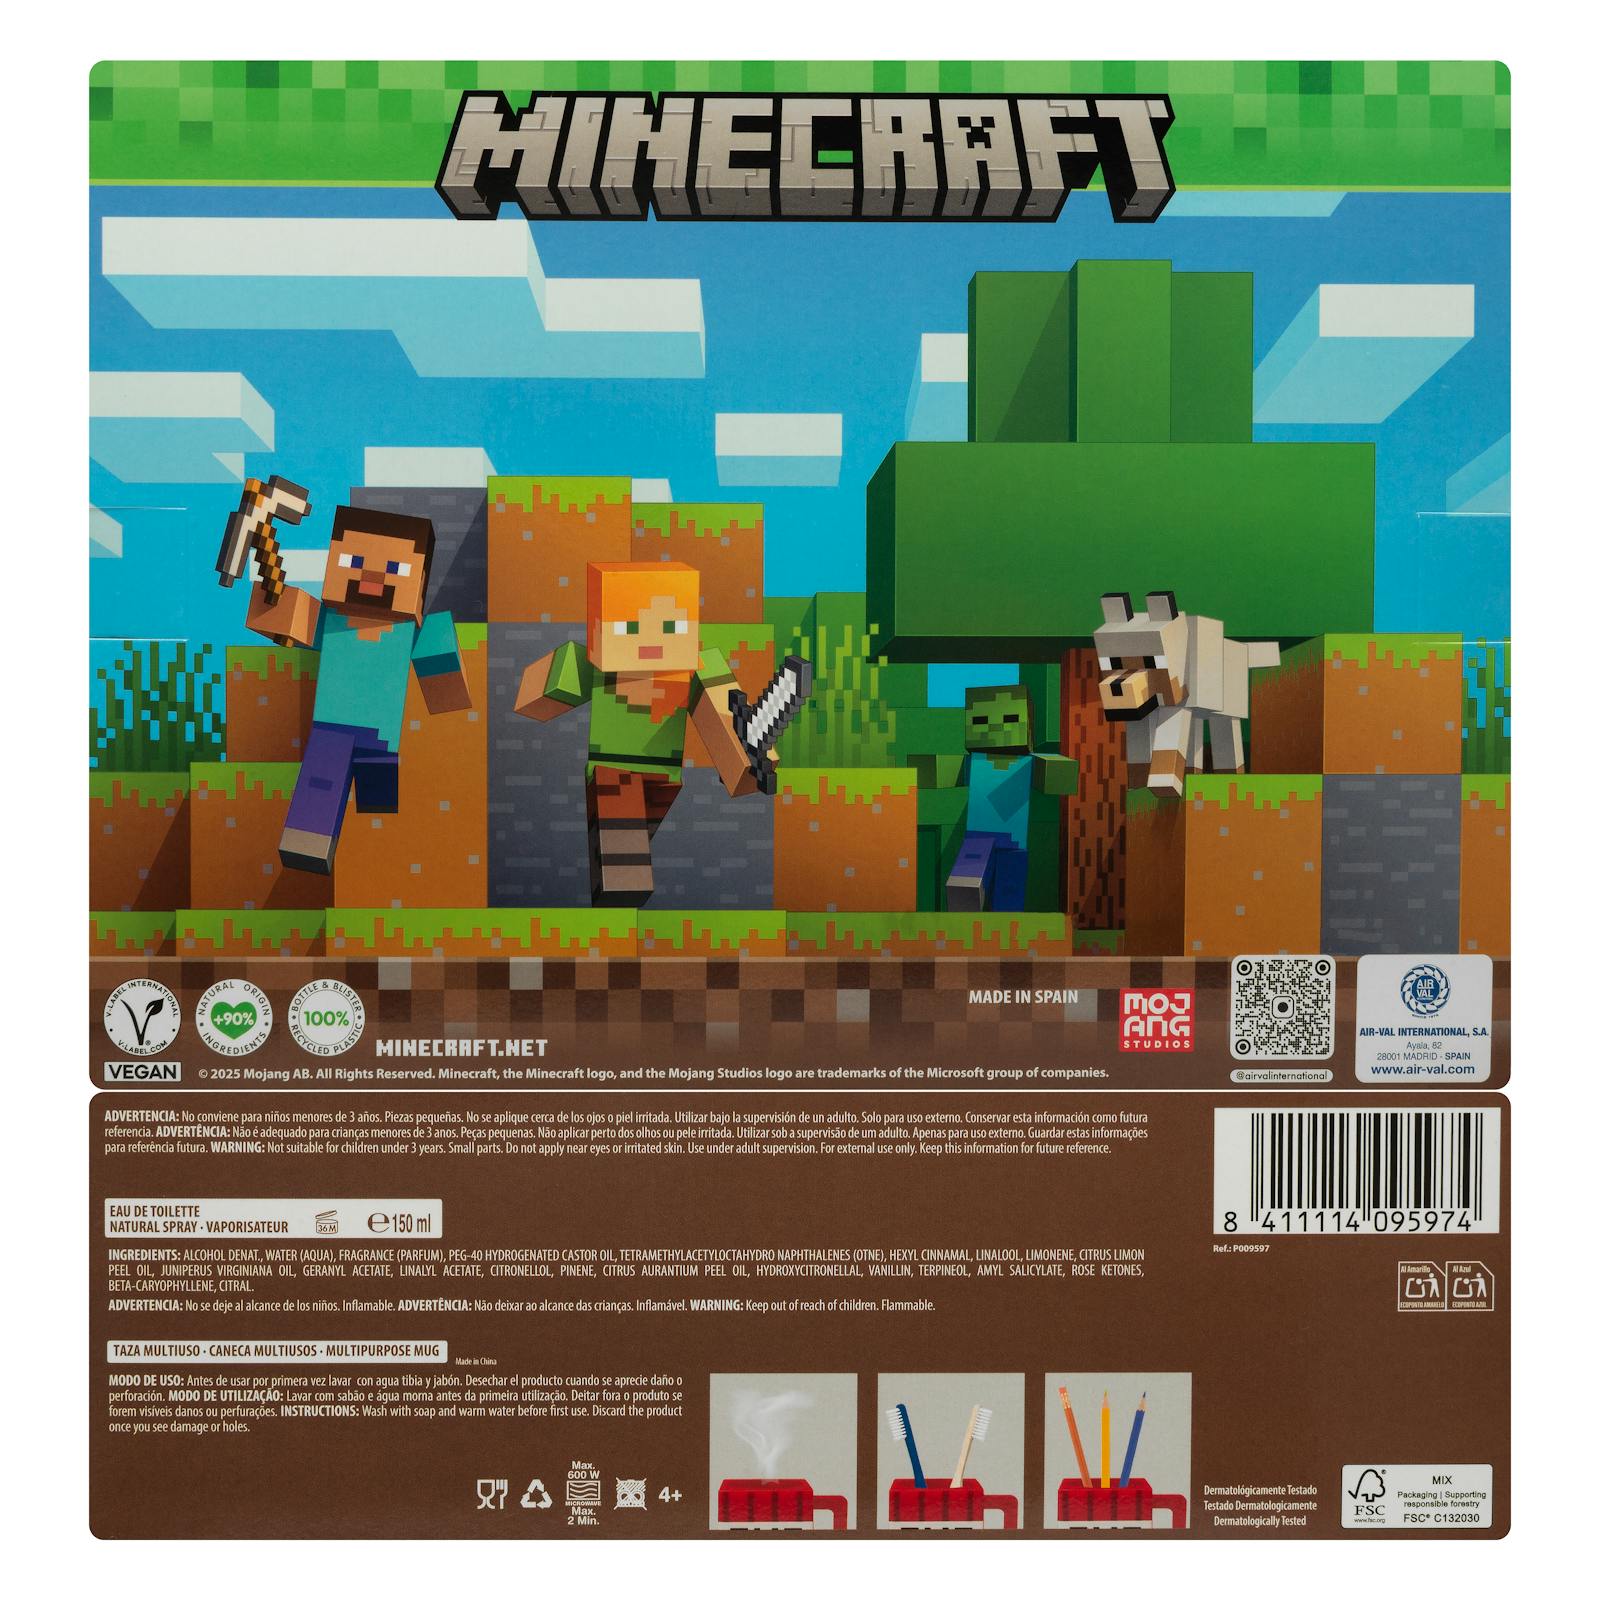 MINECRAFT
V-LABEL INTERNATIONAL
V-LABEL.COM
VEGAN
NATURAL ORIGIN
+90%
INGREDIENTS
BOTTLE & BLISTER
100%
RECYCLED PLASTIC
MINECRAFT.NET
MADE IN SPAIN
MOJANG
STUDIOS
@airvalinternational
AIR
VAL
AIR-VAL INTERNATIONAL, S.A.
Ayala, 82
28001 MADRID - SPAIN
www.air-val.com
© 2025 Mojang AB. All Rights Reserved. Minecraft, the Minecraft logo, and the Mojang Studios logo are trademarks of the Microsoft group of companies.
ADVERTENCIA: No conviene para niños menores de 3 años. Piezas pequeñas. No se aplique cerca de los ojos o piel irritada. Utilizar bajo la supervisión de un adulto. Solo para uso externo. Conservar esta información como futura
referencia. ADVERTÊNCIA: Não é adequado para crianças menores de 3 anos. Peças pequenas. Não aplicar perto dos olhos ou pele irritada. Utilizar sob a supervisão de um adulto. Apenas para uso externo. Guardar estas informações
para referência futura. WARNING: Not suitable for children under 3 years. Small parts. Do not apply near eyes or irritated skin. Use under adult supervision. For external use only. Keep this information for future reference.
8 411114 095974
Ref.: P009597
EAU DE TOILETTE
NATURAL SPRAY · VAPORISATEUR
36M
℮150 ml
INGREDIENTS: ALCOHOL DENAT., WATER (AQUA), FRAGRANCE (PARFUM), PEG-40 HYDROGENATED CASTOR OIL, TETRAMETHYLACETYLOCTAHYDRO NAPHTHALENES (OTNE), HEXYL CINNAMAL, LINALOOL, LIMONENE, CITRUS LIMON
PEEL OIL, JUNIPERUS VIRGINIANA OIL, GERANYL ACETATE, LINALYL ACETATE, CITRONELLOL, PINENE, CITRUS AURANTIUM PEEL OIL, HYDROXYCITRONELLAL, VANILLIN, TERPINEOL, AMYL SALICYLATE, ROSE KETONES,
BETA-CARYOPHYLLENE, CITRAL.
ADVERTENCIA: No se deje al alcance de los niños. Inflamable. ADVERTÊNCIA: Não deixar ao alcance das crianças. Inflamável. WARNING: Keep out of reach of children. Flammable.
Al Amarillo
ECOPONTO AMARELO
Al Azul
ECOPONTO AZUL
TAZA MULTIUSO · CANECA MULTIUSOS · MULTIPURPOSE MUG
Made in China
MODO DE USO: Antes de usar por primera vez lavar con agua tibia y jabón. Desechar el producto cuando se aprecie daño o
perforación. MODO DE UTILIZAÇÃO: Lavar com sabão e água morna antes da primeira utilização. Deitar fora o produto se
forem visíveis danos ou perfurações. INSTRUCTIONS: Wash with soap and warm water before first use. Discard the product
once you see damage or holes.
Max.
600 W
MICROWAVE
Max.
2 Min.
4+
Dermatológicamente Testado
Testado Dermatologicamente
Dermatologically Tested
FSC
www.fsc.org
MIX
Packaging | Supporting
responsible forestry
FSC® C132030